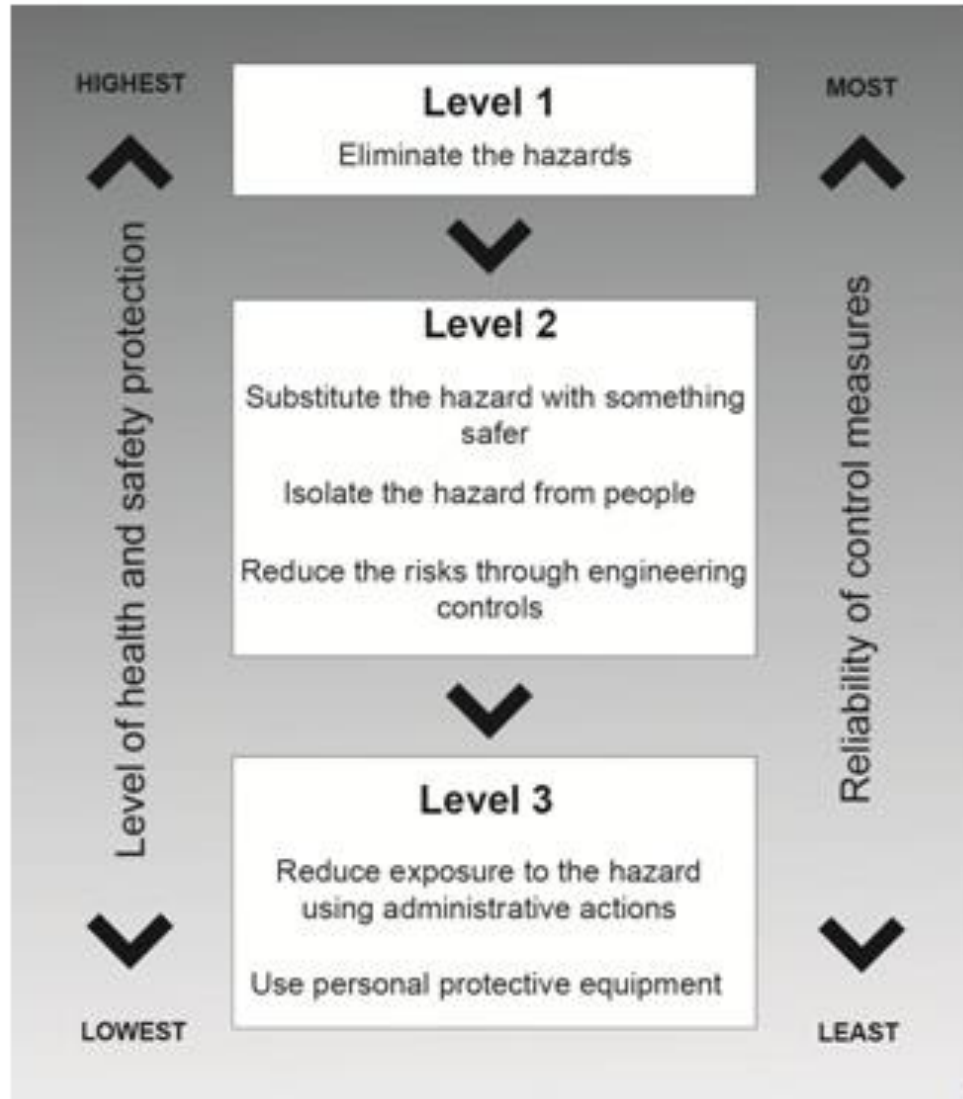 HIGHEST
MOST
Level 1
Eliminate the hazards
Level of health and safety protection
Reliability of control measures
Level 2
Substitute the hazard with something
safer
Isolate the hazard from people
Reduce the risks through engineering
controls
Level 3
Reduce exposure to the hazard
using administrative actions
Use personal protective equipment
LOWEST
LEAST